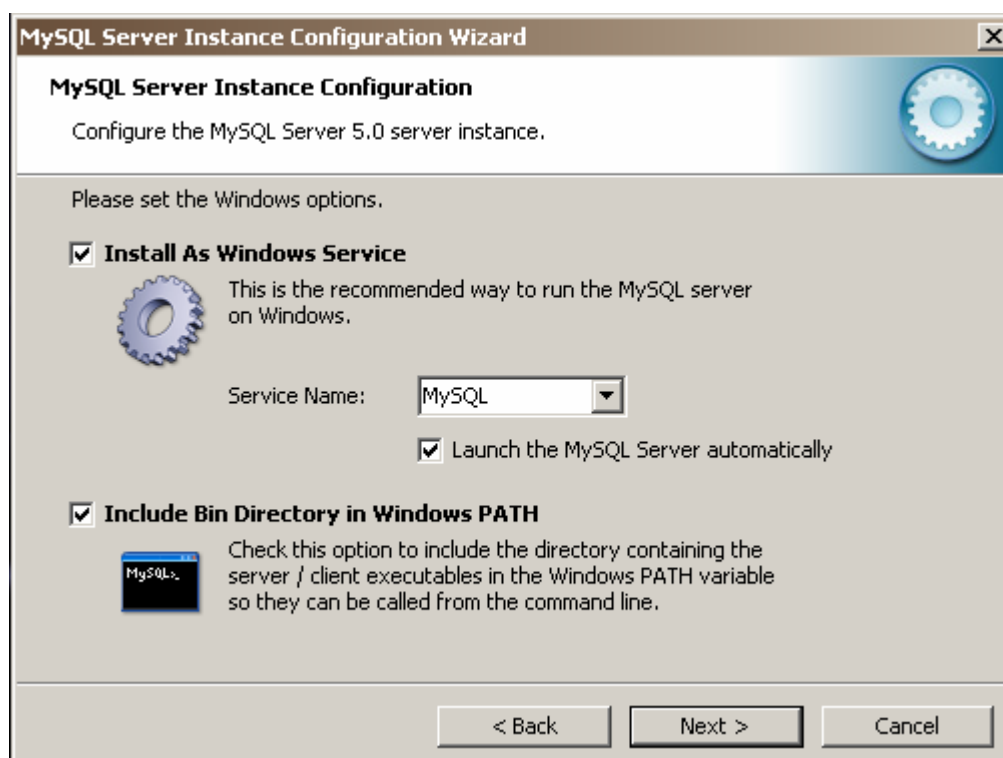 MySQL Server Instance Configuration Wizard
MySQL Server Instance Configuration
Configure the MySQL Server 5.0 server instance.
Please set the Windows options.
Install As Windows Service
This is the recommended way to run the MySQL server
on Windows.
Service Name:
MySQL
Launch the MySQL Server automatically
Include Bin Directory in Windows PATH
MySQL>_
Check this option to include the directory containing the
server / client executables in the Windows PATH variable
so they can be called from the command line.
< Back
Next >
Cancel